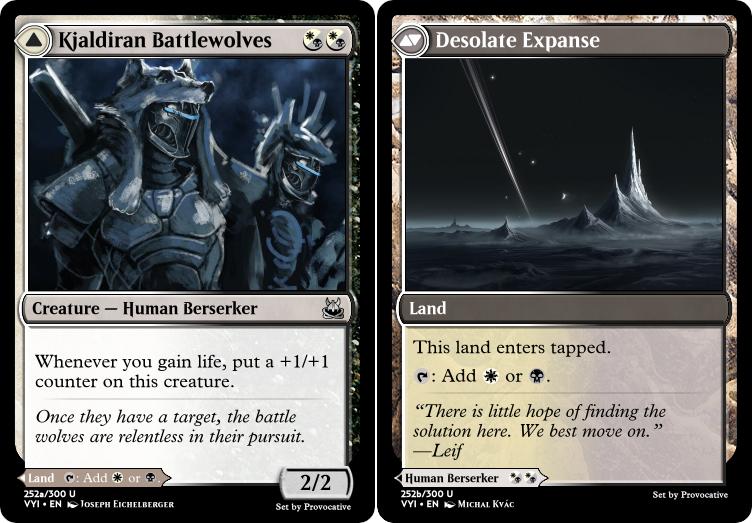 Kjaldiran Battlewolves
Creature — Human Berserker
Whenever you gain life, put a +1/+1
counter on this creature.
Once they have a target, the battle
wolves are relentless in their pursuit.
Land : Add or .
2/2
252a/300 U
VYI • EN Joseph Eichelberger
Set by Provocative
Desolate Expanse
Land
This land enters tapped.
: Add or .
“There is little hope of finding the
solution here. We best move on.”
—Leif
Human Berserker
252b/300 U
VYI • EN Michal Kvác
Set by Provocative